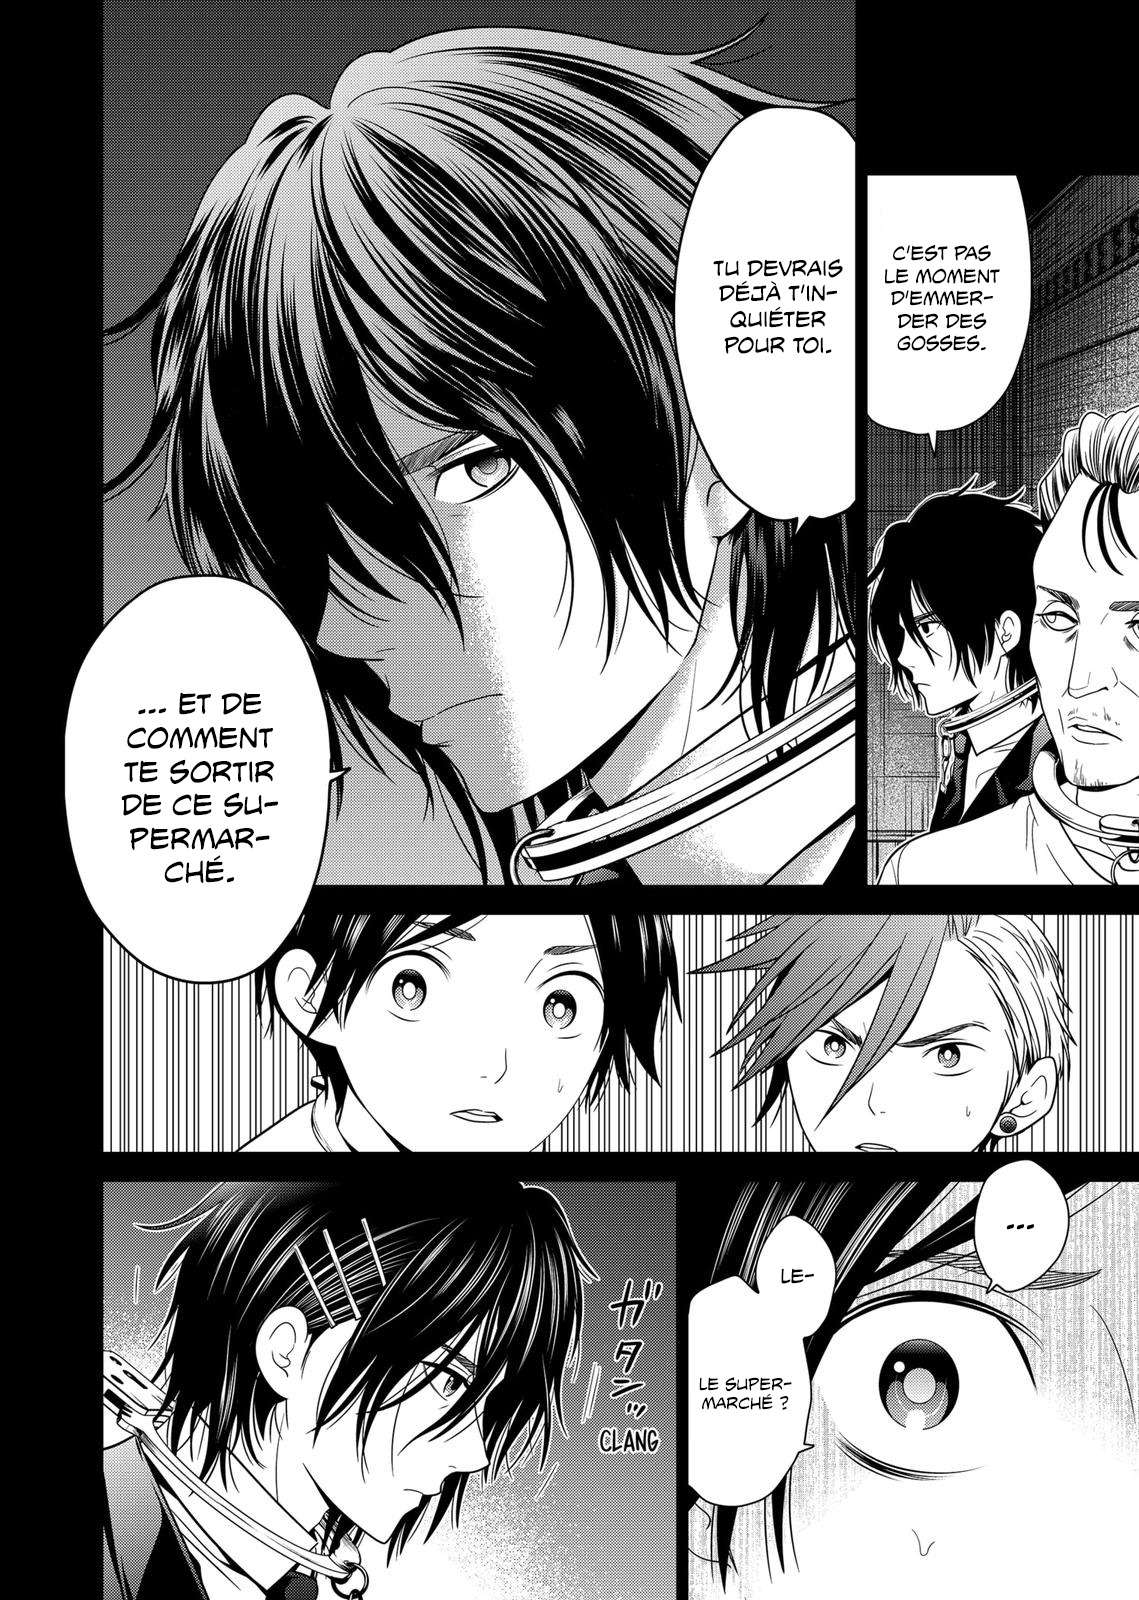 C'EST PAS
LE MOMENT
D'EMMER-
DER DES
GOSSES.
TU DEVRAIS
DÉJÀ T'IN-
QUIÉTER
POUR TOI.
... ET DE
COMMENT
TE SORTIR
DE CE SU-
PERMAR-
CHÉ.
...
LE-
LE SUPER-
MARCHÉ ?
ガタンッ
CLANG